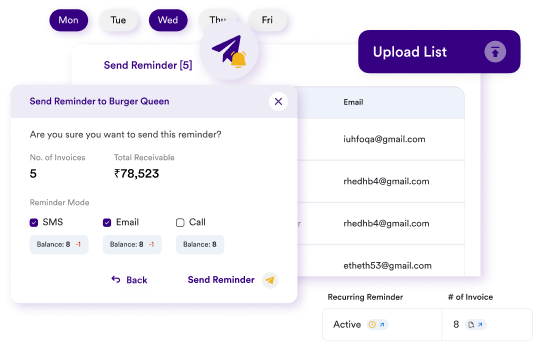 Mon Tue Wed Thu Fri
Upload List
Send Reminder [5]
Send Reminder to Burger Queen
Email
Are you sure you want to send this reminder?
iuhfoqa@gmail.com
No. of Invoices Total Receivable
5 ₹78,523
rhedhb4@gmail.com
Reminder Mode
SMS Email Call
rhedhb4@gmail.com
Balance: 8 -1 Balance: 8 -1 Balance: 8
etheth53@gmail.com
Back Send Reminder
Recurring Reminder # of Invoice
Active 8